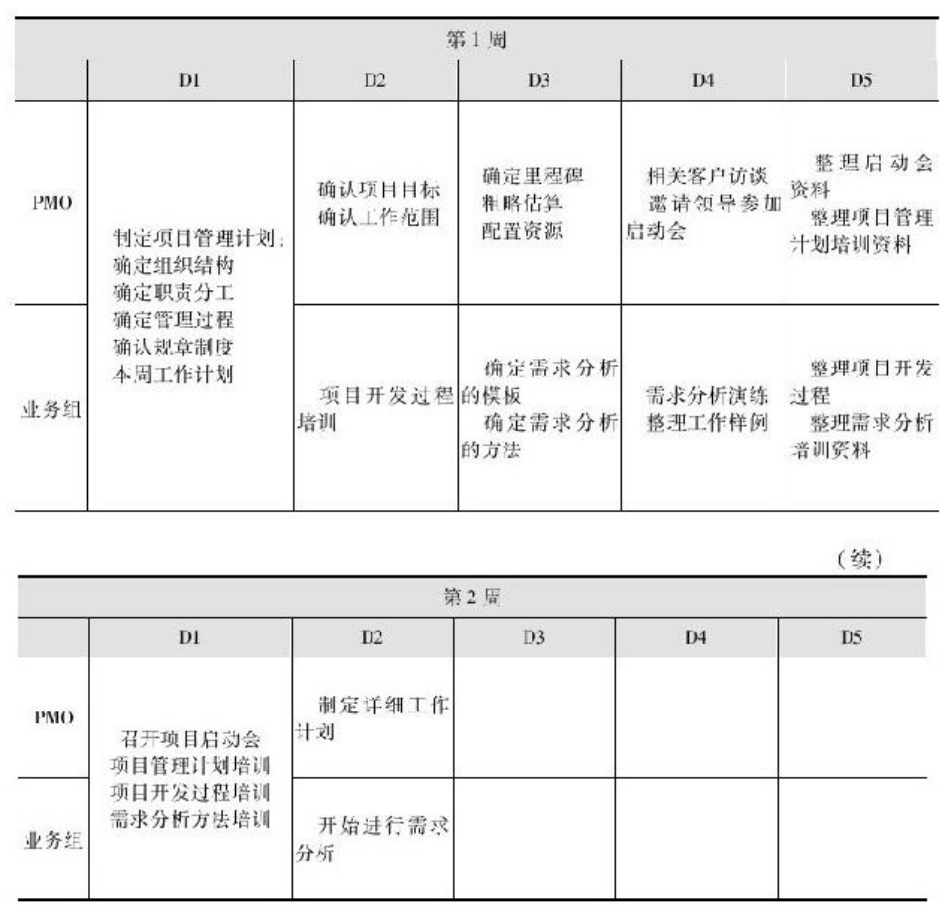 第1周
D1 D2 D3 D4 D5
PMO
制定项目管理计划：
确定组织结构
确定职责分工
确定管理过程
确认规章制度
本周工作计划
确认项目目标
确认工作范围
确定里程碑
粗略估算
配置资源
相关客户访谈
邀请领导参加
启动会
整理启动会
资料
整理项目管理
计划培训资料
业务组
项目开发过程
培训
确定需求分析
的模板
确定需求分析
的方法
需求分析演练
整理工作样例
整理项目开发
过程
整理需求分析
培训资料
（续）
第2周
D1 D2 D3 D4 D5
PMO
召开项目启动会
项目管理计划培训
项目开发过程培训
需求分析方法培训
制定详细工作
计划
业务组
开始进行需求
分析